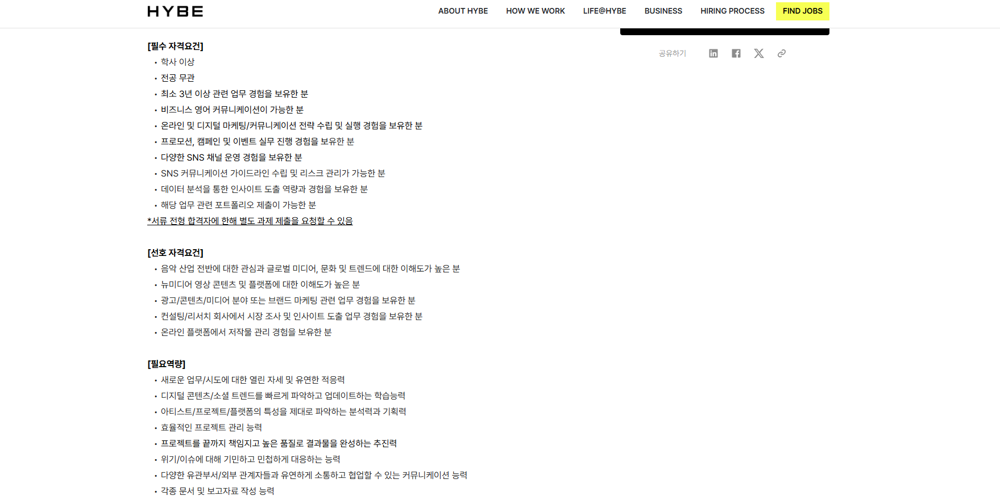 HYBE
ABOUT HYBE HOW WE WORK LIFE@HYBE BUSINESS HIRING PROCESS FIND JOBS
공유하기
[필수 자격요건]
• 학사 이상
• 전공 무관
• 최소 3년 이상 관련 업무 경험을 보유한 분
• 비즈니스 영어 커뮤니케이션이 가능한 분
• 온라인 및 디지털 마케팅/커뮤니케이션 전략 수립 및 실행 경험을 보유한 분
• 프로모션, 캠페인 및 이벤트 실무 진행 경험을 보유한 분
• 다양한 SNS 채널 운영 경험을 보유한 분
• SNS 커뮤니케이션 가이드라인 수립 및 리스크 관리가 가능한 분
• 데이터 분석을 통한 인사이트 도출 역량과 경험을 보유한 분
• 해당 업무 관련 포트폴리오 제출이 가능한 분
*서류 전형 합격자에 한해 별도 과제 제출을 요청할 수 있음
[선호 자격요건]
• 음악 산업 전반에 대한 관심과 글로벌 미디어, 문화 및 트렌드에 대한 이해도가 높은 분
• 뉴미디어 영상 콘텐츠 및 플랫폼에 대한 이해도가 높은 분
• 광고/콘텐츠/미디어 분야 또는 브랜드 마케팅 관련 업무 경험을 보유한 분
• 컨설팅/리서치 회사에서 시장 조사 및 인사이트 도출 업무 경험을 보유한 분
• 온라인 플랫폼에서 저작물 관리 경험을 보유한 분
[필요역량]
• 새로운 업무/시도에 대한 열린 자세 및 유연한 적응력
• 디지털 콘텐츠/소셜 트렌드를 빠르게 파악하고 업데이트하는 학습능력
• 아티스트/프로젝트/플랫폼의 특성을 제대로 파악하는 분석력과 기획력
• 효율적인 프로젝트 관리 능력
• 프로젝트를 끝까지 책임지고 높은 품질로 결과물을 완성하는 추진력
• 위기/이슈에 대해 기민하고 민첩하게 대응하는 능력
• 다양한 유관부서/외부 관계자들과 유연하게 소통하고 협업할 수 있는 커뮤니케이션 능력
• 각종 문서 및 보고자료 작성 능력